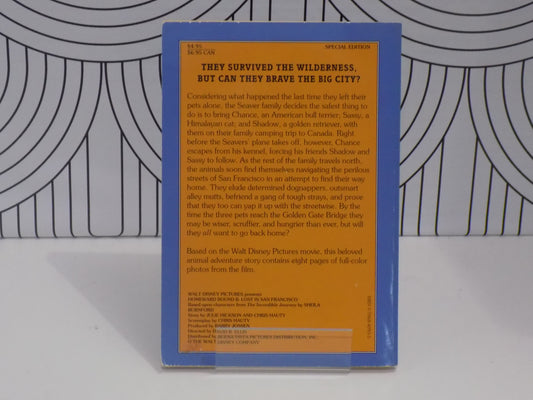 $4.95
$6.95 CAN
SPECIAL EDITION
THEY SURVIVED THE WILDERNESS,
BUT CAN THEY BRAVE THE BIG CITY?
Considering what happened the last time they left their
pets alone, the Seaver family decides the safest thing to
do is to bring Chance, an American bull terrier; Sassy, a
Himalayan cat; and Shadow, a golden retriever, with
them on their family camping trip to Canada. Right
before the Seavers' plane takes off, however, Chance
escapes from his kennel, forcing his friends Shadow and
Sassy to follow. As the rest of the family travels north,
the animals soon find themselves navigating the perilous
streets of San Francisco in an attempt to find their way
home. They elude determined dognappers, outsmart
alley mutts, befriend a gang of tough strays, and
prove that they too can yap it up with the streetwise. By
the time the three pets reach the Golden Gate Bridge they
may be wiser, scruffier, and hungrier than ever, but will
they all want to go back home?
Based on the Walt Disney Pictures movie, this beloved
animal adventure story contains eight pages of full-color
photos from the film.
WALT DISNEY PICTURES presents
HOMEWARD BOUND II: LOST IN SAN FRANCISCO
Based upon characters from The Incredible Journey by SHEILA
BURNFORD
Story by JULIE HICKSON AND CHRIS HAUTY
Screenplay by CHRIS HAUTY
Produced by BARRY JOSSEN
Directed by DAVID R. ELLIS
Distributed by BUENA VISTA PICTURES DISTRIBUTION, INC.
© THE WALT DISNEY COMPANY